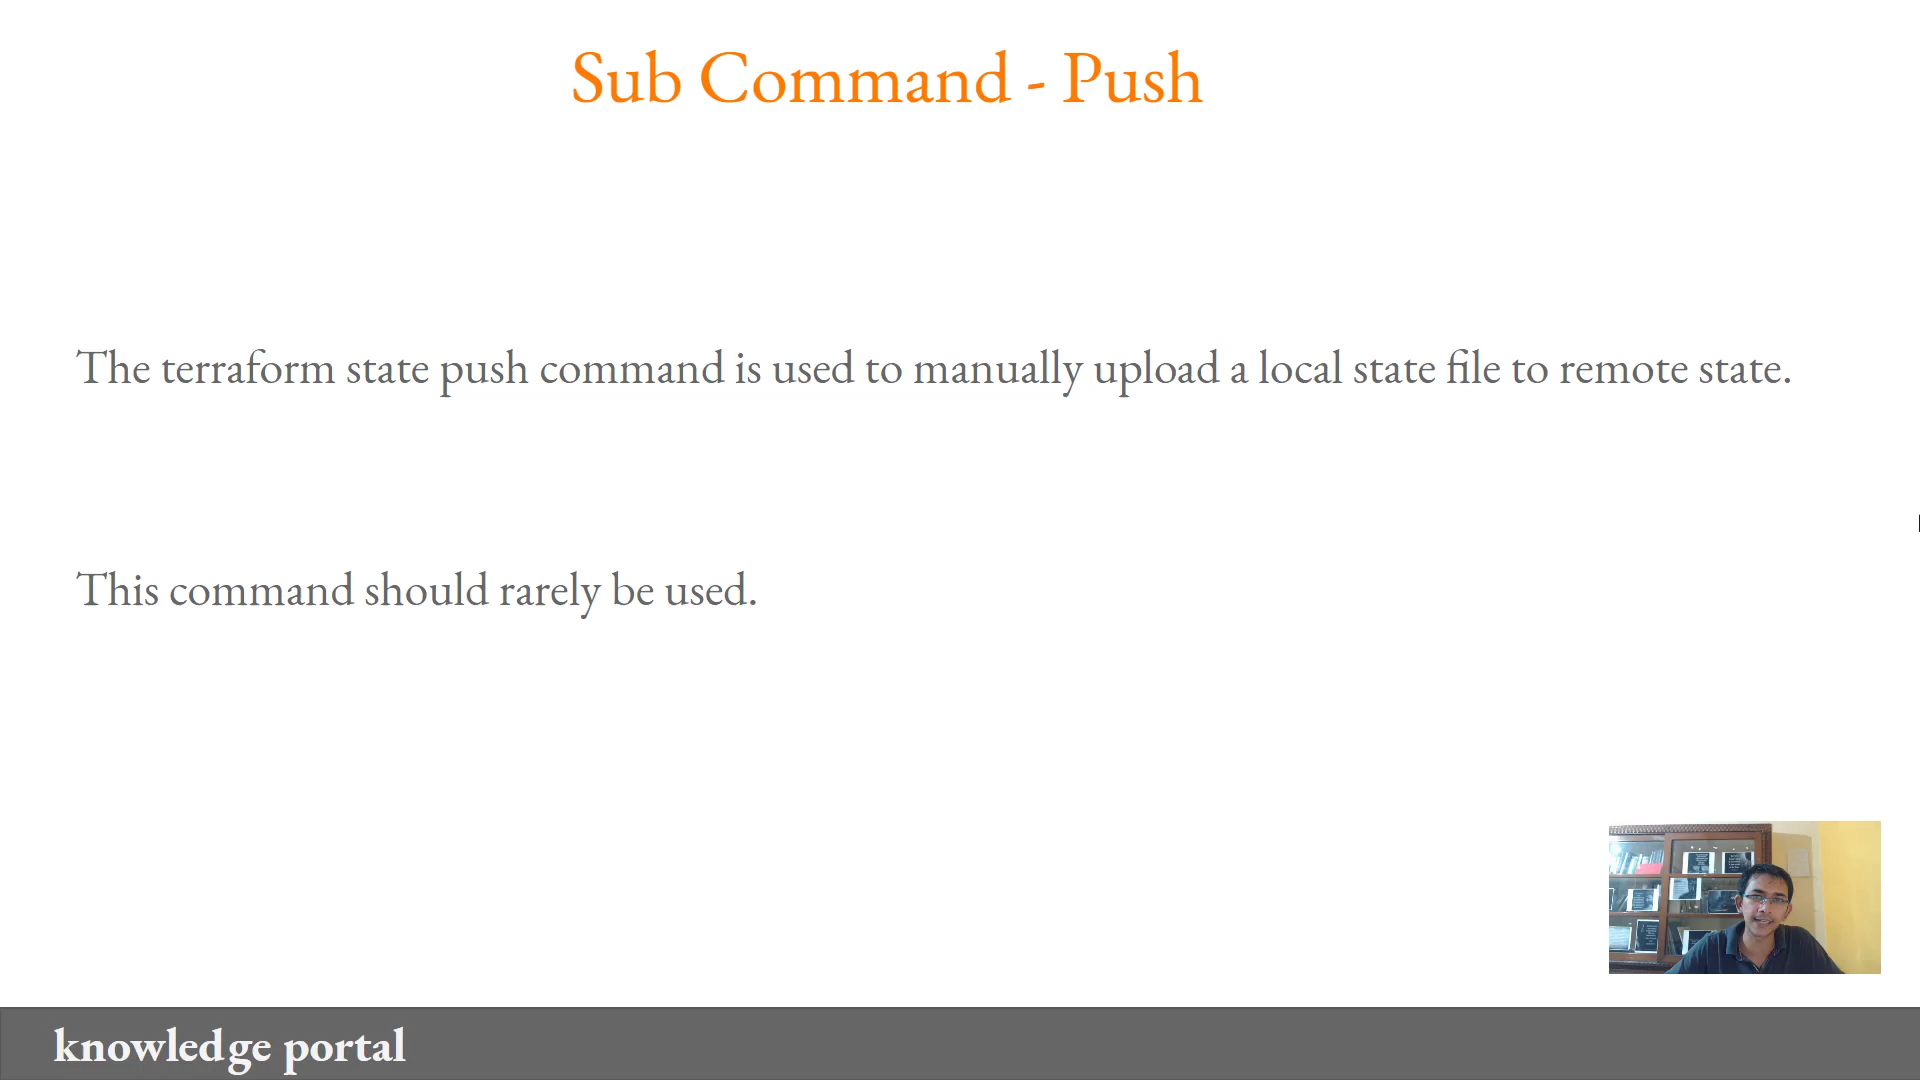 Sub Command - Push
The terraform state push command is used to manually upload a local state file to remote state.
This command should rarely be used.
knowledge portal